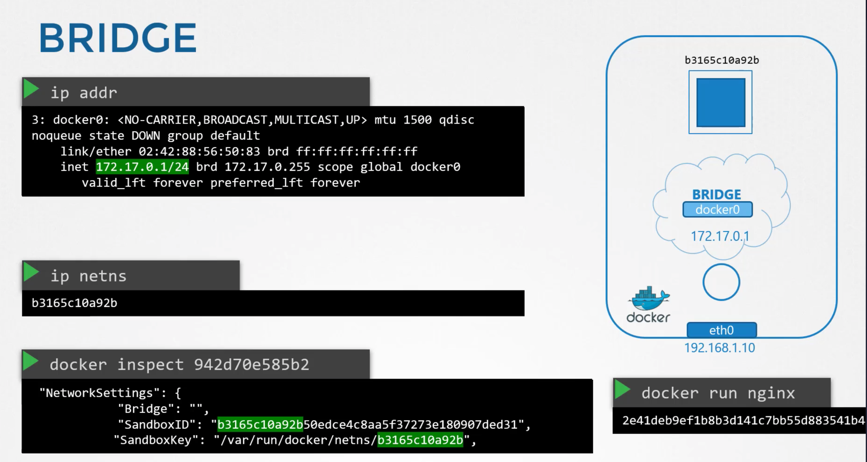 BRIDGE
ip addr
3: docker0: <NO-CARRIER,BROADCAST,MULTICAST,UP> mtu 1500 qdisc
noqueue state DOWN group default
link/ether 02:42:88:56:50:83 brd ff:ff:ff:ff:ff:ff
inet 172.17.0.1/24 brd 172.17.0.255 scope global docker0
valid_lft forever preferred_lft forever
ip netns
b3165c10a92b
docker inspect 942d70e585b2
"NetworkSettings": {
"Bridge": "",
"SandboxID": "b3165c10a92b50edce4c8aa5f37273e180907ded31",
"SandboxKey": "/var/run/docker/netns/b3165c10a92b",
b3165c10a92b
BRIDGE
docker0
172.17.0.1
docker
eth0
192.168.1.10
docker run nginx
2e41deb9ef1b8b3d141c7bb55d883541b4